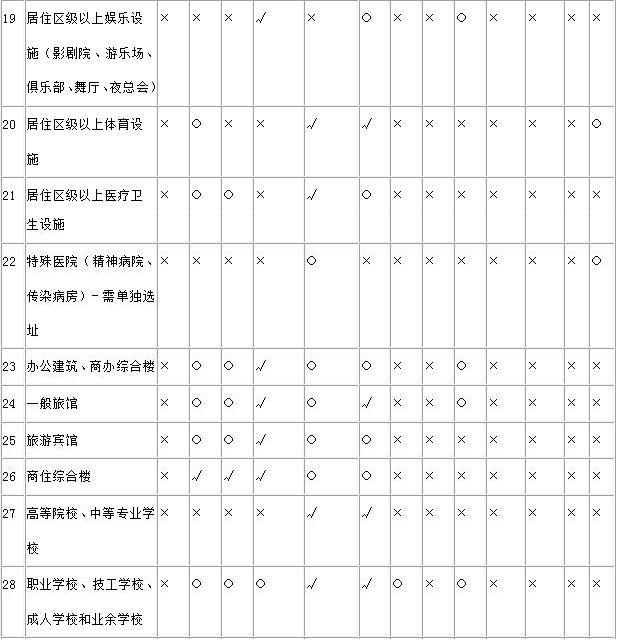 19 居住区级以上娱乐设 × × × √ × ○ × × ○ × × × ×
施（影剧院、游乐场、
俱乐部、舞厅、夜总会）
20 居住区级以上体育设 × ○ × × √ √ × × × × × × ○
施
21 居住区级以上医疗卫 × ○ ○ × √ ○ × × × × × × ×
生设施
22 特殊医院（精神病院、 × × × × ○ × × × × × × × ○
传染病房）-需单独选
址
23 办公建筑、商办综合楼 × ○ ○ √ ○ ○ × × ○ × × × ×
24 一般旅馆 × ○ ○ √ ○ √ × × ○ × × × ×
25 旅游宾馆 × ○ ○ √ ○ ○ × × × × × × ×
26 商住综合楼 × √ √ √ ○ ○ × × × × × × ×
27 高等院校、中等专业学 × × × × √ √ × × × × × × ×
校
28 职业学校、技工学校、 × ○ ○ ○ √ √ ○ × ○ × × × ×
成人学校和业余学校